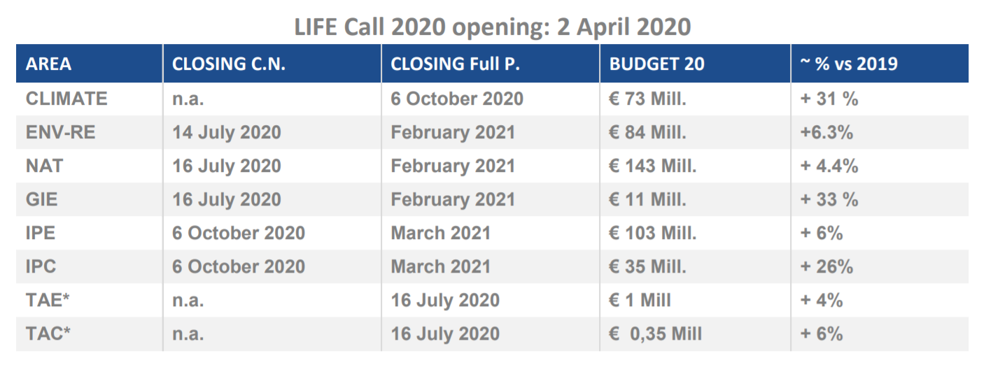 LIFE Call 2020 opening: 2 April 2020
AREA CLOSING C.N. CLOSING Full P. BUDGET 20 ~ % vs 2019
CLIMATE n.a. 6 October 2020 € 73 Mill. + 31 %
ENV-RE 14 July 2020 February 2021 € 84 Mill. +6.3%
NAT 16 July 2020 February 2021 € 143 Mill. + 4.4%
GIE 16 July 2020 February 2021 € 11 Mill. + 33 %
IPE 6 October 2020 March 2021 € 103 Mill. + 6%
IPC 6 October 2020 March 2021 € 35 Mill. + 26%
TAE* n.a. 16 July 2020 € 1 Mill + 4%
TAC* n.a. 16 July 2020 € 0,35 Mill + 6%